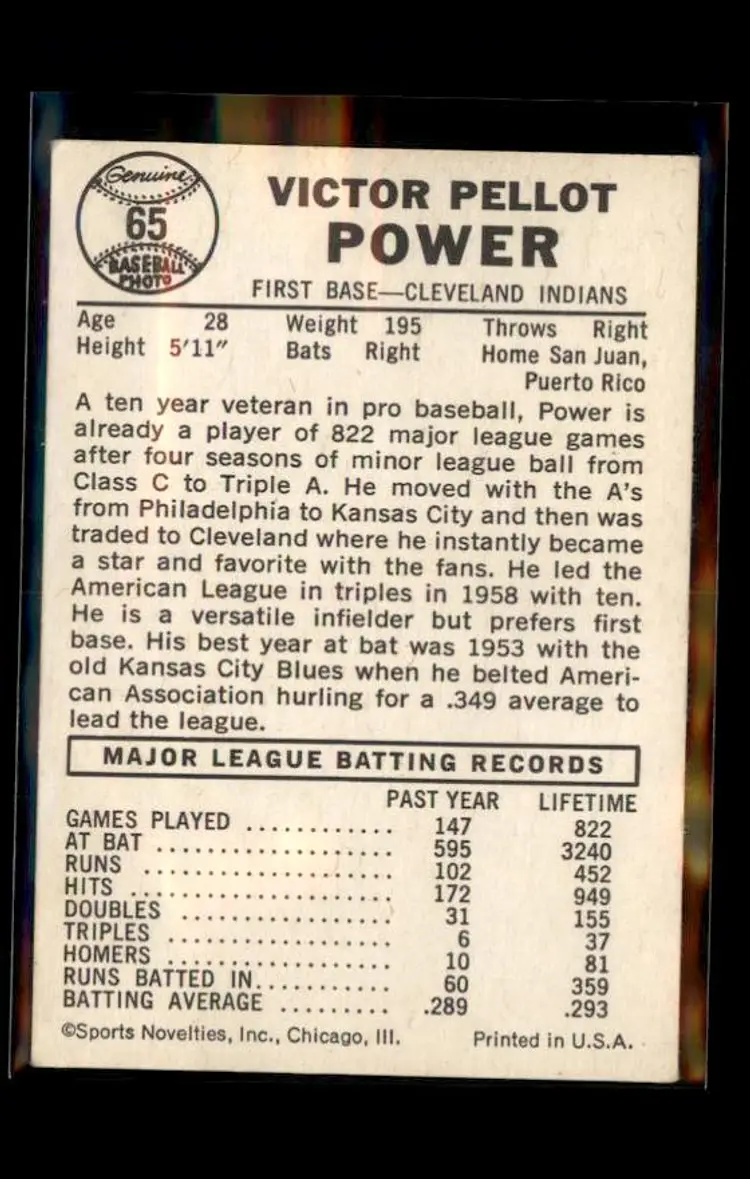 Genuine
65
BASEBALL
PHOTO
VICTOR PELLOT
POWER
FIRST BASE—CLEVELAND INDIANS
Age 28 Weight 195 Throws Right
Height 5'11" Bats Right Home San Juan,
Puerto Rico
A ten year veteran in pro baseball, Power is
already a player of 822 major league games
after four seasons of minor league ball from
Class C to Triple A. He moved with the A's
from Philadelphia to Kansas City and then was
traded to Cleveland where he instantly became
a star and favorite with the fans. He led the
American League in triples in 1958 with ten.
He is a versatile infielder but prefers first
base. His best year at bat was 1953 with the
old Kansas City Blues when he belted Ameri-
can Association hurling for a .349 average to
lead the league.
MAJOR LEAGUE BATTING RECORDS
PAST YEAR LIFETIME
GAMES PLAYED ............ 147 822
AT BAT .................. 595 3240
RUNS ................... 102 452
HITS .................... 172 949
DOUBLES ................ 31 155
TRIPLES ................. 6 37
HOMERS ................. 10 81
RUNS BATTED IN........... 60 359
BATTING AVERAGE ......... .289 .293
©Sports Novelties, Inc., Chicago, Ill. Printed in U.S.A.